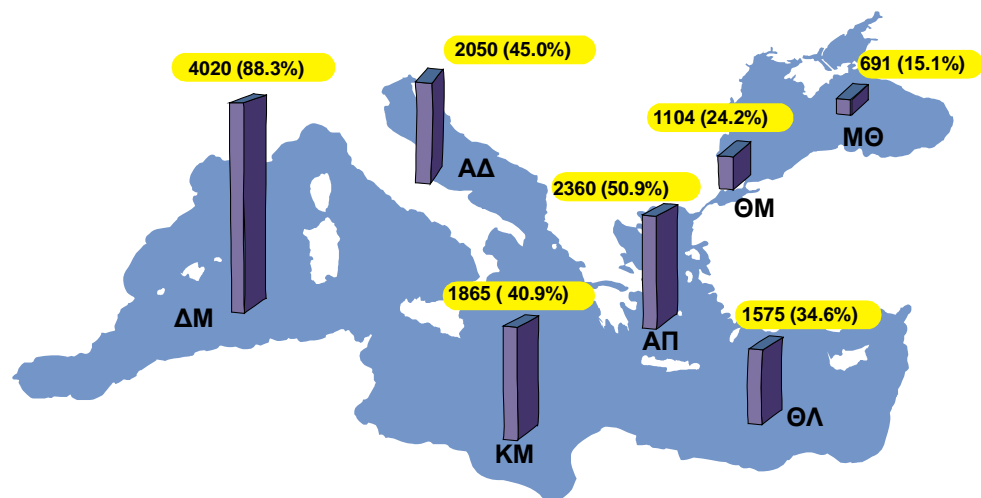 4020 (88.3%)
ΔΜ
2050 (45.0%)
ΑΔ
691 (15.1%)
ΜΘ
1104 (24.2%)
ΘΜ
2360 (50.9%)
ΑΠ
1865 ( 40.9%)
ΚΜ
1575 (34.6%)
ΘΛ